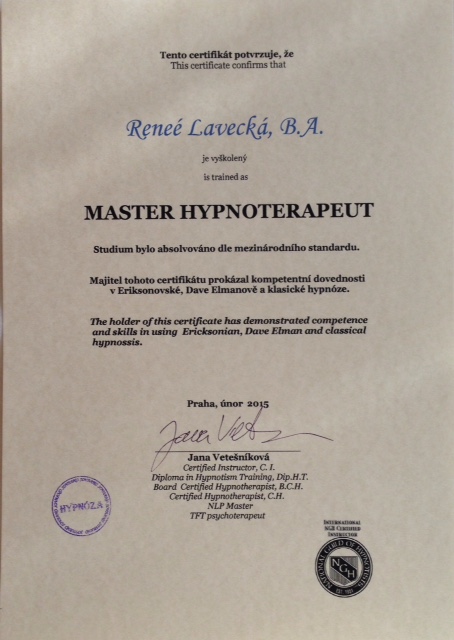 Tento certifikát potvrzuje, že
This certificate confirms that
Reneé Lavecká, B.A.
je vyškolený
is trained as
MASTER HYPNOTERAPEUT
Studium bylo absolvováno dle mezinárodního standardu.
Majitel tohoto certifikátu prokázal kompetentní dovednosti
v Eriksonovské, Dave Elmanově a klasické hypnóze.
The holder of this certificate has demonstrated competence
and skills in using Ericksonian, Dave Elman and classical
hypnossis.
Praha, únor 2015
Jana Vetešníková
Certified Instructor, C. I.
Diploma in Hypnotism Training, Dip.H.T.
Board Certified Hypnotherapist, B.C.H.
Certified Hypnotherapist, C.H.
NLP Master
TFT psychoterapeut
HYPNÓZA
INTERNATIONAL
CERTIFIED
INSTRUCTOR
NATIONAL GUILD OF HYPNOTISTS
NGH